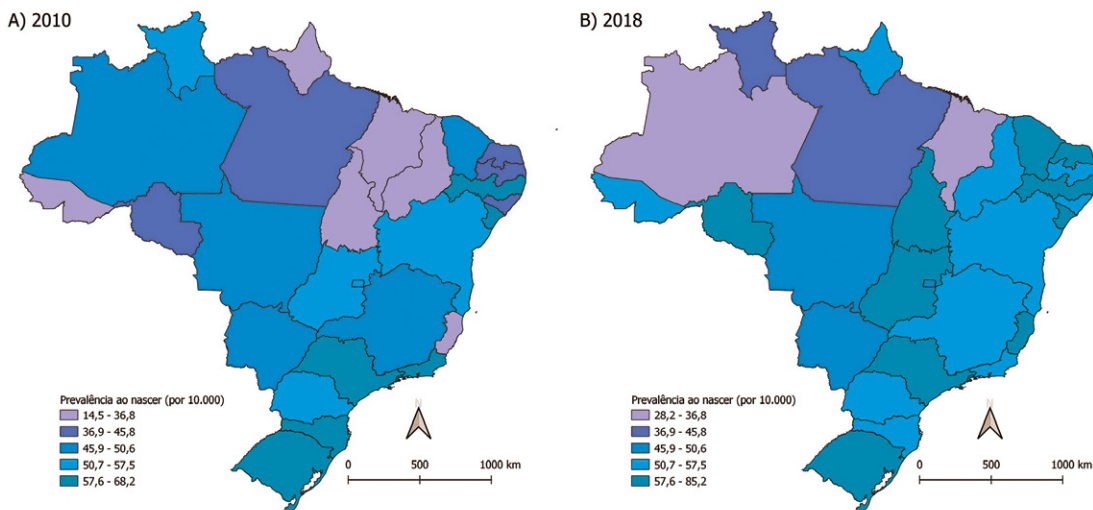 A) 2010
Prevalência ao nascer (por 10.000)
14,5 - 36,8
36,9 - 45,8
45,9 - 50,6
50,7 - 57,5
57,6 - 68,2
N
0 500 1000 km
B) 2018
Prevalência ao nascer (por 10.000)
28,2 - 36,8
36,9 - 45,8
45,9 - 50,6
50,7 - 57,5
57,6 - 85,2
N
0 500 1000 km